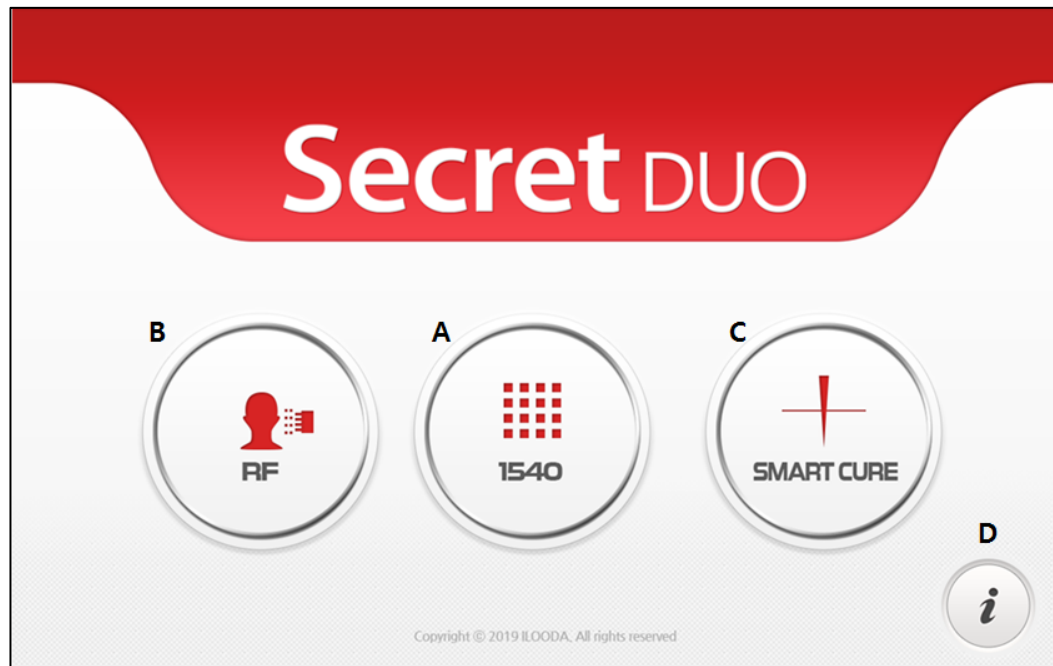 Secret DUO
B
A
C
RF
1540
SMART CURE
D
i
Copyright © 2019 ILOODA, All rights reserved